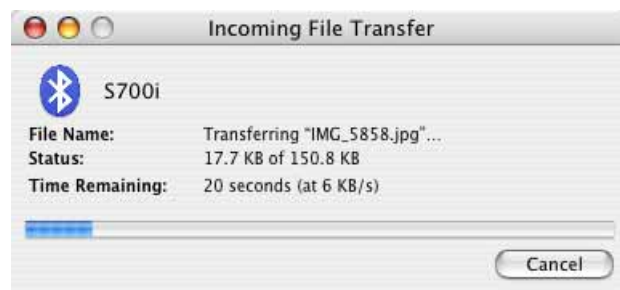 Incoming File Transfer
S700i
File Name: Transferring "IMG_5858.jpg"...
Status: 17.7 KB of 150.8 KB
Time Remaining: 20 seconds (at 6 KB/s)
Cancel